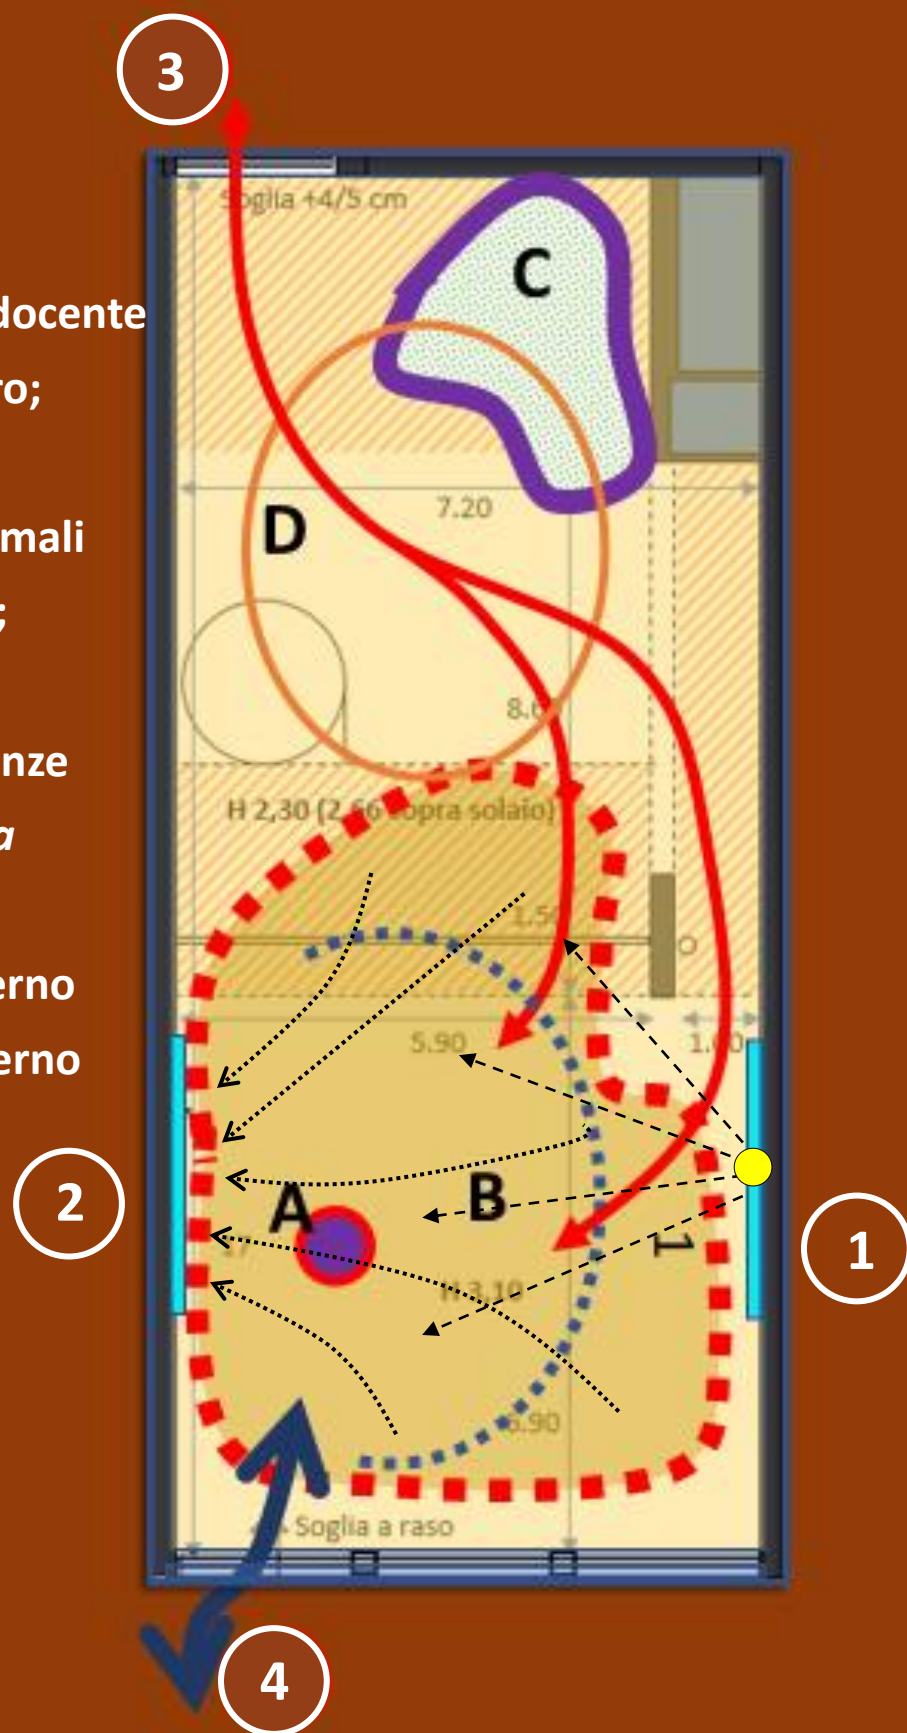 3
Soglia +4/5 cm
C
docente
ro;
7.20
D
mali
;
8.6
nze
H 2,30 (2,66 sopra solaio)
a
1.50
erno
5.90
1.00
erno
2
A
B
1
1
H 3,10
6.90
Soglia a raso
4